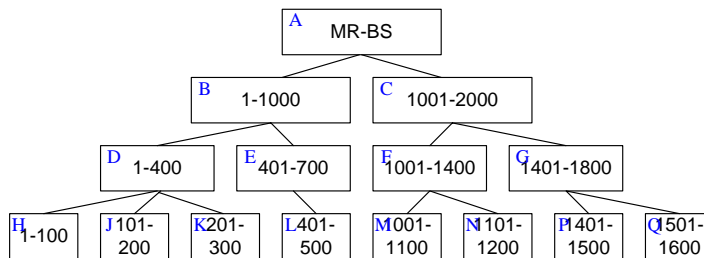 A
MR-BS
B
1-1000
C
1001-2000
D
1-400
E
401-700
F
1001-1400
G
1401-1800
H
1-100
J
101-
200
K
201-
300
L
401-
500
M
1001-
1100
N
1101-
1200
P
1401-
1500
Q
1501-
1600